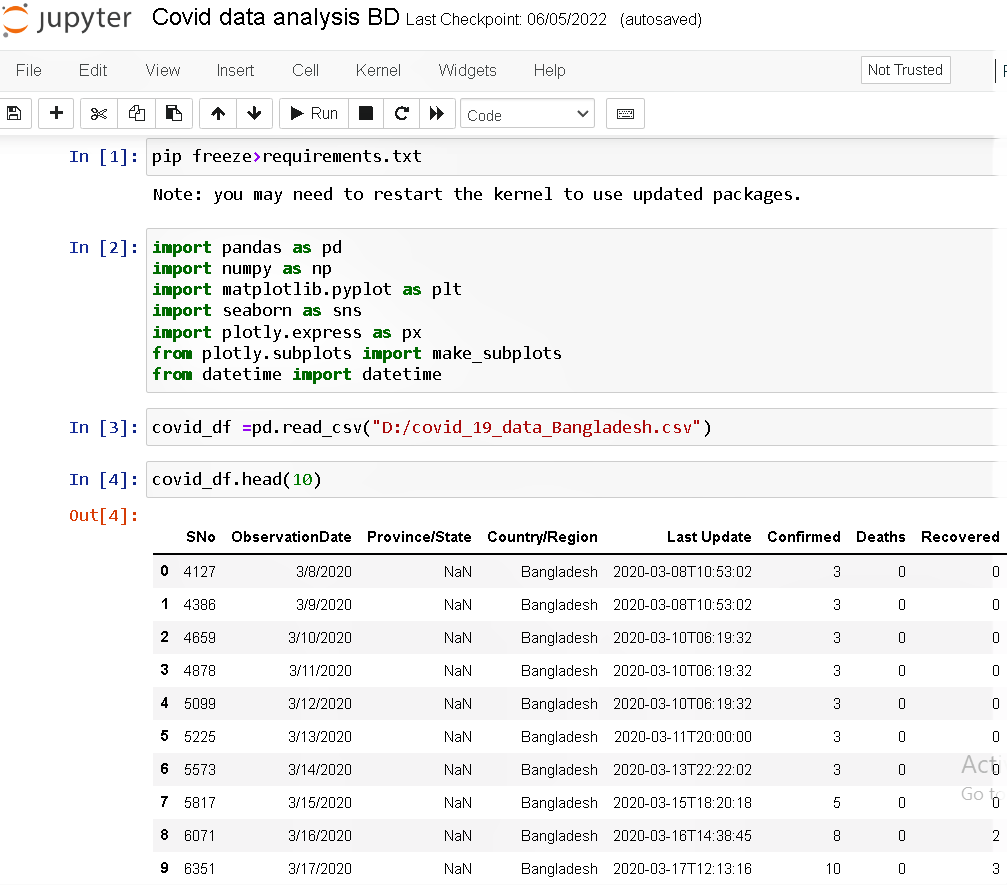 jupyter Covid data analysis BD Last Checkpoint: 06/05/2022 (autosaved)
File Edit View Insert Cell Kernel Widgets Help Not Trusted
Run Code
In [1]: pip freeze>requirements.txt
Note: you may need to restart the kernel to use updated packages.
In [2]: import pandas as pd
import numpy as np
import matplotlib.pyplot as plt
import seaborn as sns
import plotly.express as px
from plotly.subplots import make_subplots
from datetime import datetime
In [3]: covid_df =pd.read_csv("D:/covid_19_data_Bangladesh.csv")
In [4]: covid_df.head(10)
Out[4]:
SNo ObservationDate Province/State Country/Region Last Update Confirmed Deaths Recovered
0 4127 3/8/2020 NaN Bangladesh 2020-03-08T10:53:02 3 0 0
1 4386 3/9/2020 NaN Bangladesh 2020-03-08T10:53:02 3 0 0
2 4659 3/10/2020 NaN Bangladesh 2020-03-10T06:19:32 3 0 0
3 4878 3/11/2020 NaN Bangladesh 2020-03-10T06:19:32 3 0 0
4 5099 3/12/2020 NaN Bangladesh 2020-03-10T06:19:32 3 0 0
5 5225 3/13/2020 NaN Bangladesh 2020-03-11T20:00:00 3 0 0
6 5573 3/14/2020 NaN Bangladesh 2020-03-13T22:22:02 3 0 0
7 5817 3/15/2020 NaN Bangladesh 2020-03-15T18:20:18 5 0 0
Go to
8 6071 3/16/2020 NaN Bangladesh 2020-03-16T14:38:45 8 0 2
9 6351 3/17/2020 NaN Bangladesh 2020-03-17T12:13:16 10 0 3